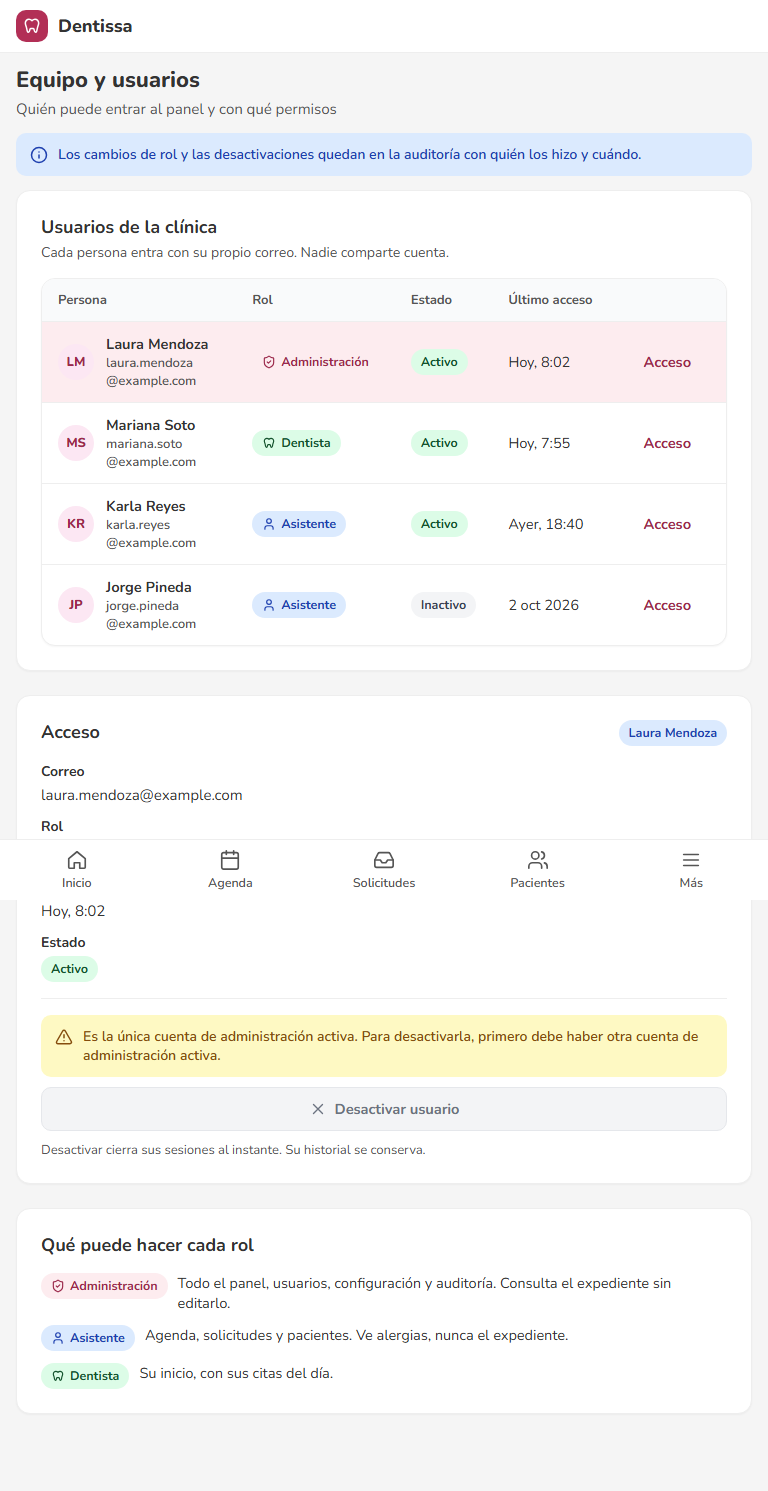 Dentissa
Equipo y usuarios
Quién puede entrar al panel y con qué permisos
Los cambios de rol y las desactivaciones quedan en la auditoría con quién los hizo y cuándo.
Usuarios de la clínica
Cada persona entra con su propio correo. Nadie comparte cuenta.
Persona Rol Estado Último acceso
LM Laura Mendoza
laura.mendoza
@example.com
Administración Activo Hoy, 8:02 Acceso
MS Mariana Soto
mariana.soto
@example.com
Dentista Activo Hoy, 7:55 Acceso
KR Karla Reyes
karla.reyes
@example.com
Asistente Activo Ayer, 18:40 Acceso
JP Jorge Pineda
jorge.pineda
@example.com
Asistente Inactivo 2 oct 2026 Acceso
Acceso Laura Mendoza
Correo
laura.mendoza@example.com
Rol
Inicio Agenda Solicitudes Pacientes Más
Hoy, 8:02
Estado
Activo
Es la única cuenta de administración activa. Para desactivarla, primero debe haber otra cuenta de
administración activa.
Desactivar usuario
Desactivar cierra sus sesiones al instante. Su historial se conserva.
Qué puede hacer cada rol
Administración Todo el panel, usuarios, configuración y auditoría. Consulta el expediente sin
editarlo.
Asistente Agenda, solicitudes y pacientes. Ve alergias, nunca el expediente.
Dentista Su inicio, con sus citas del día.